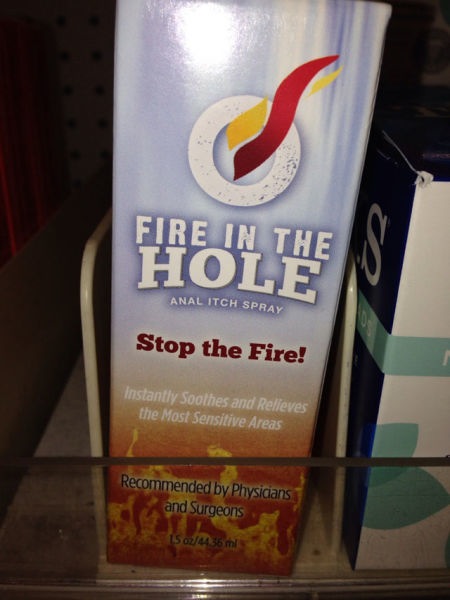 FIRE IN THE
HOLE
ANAL ITCH SPRAY
Stop the Fire!
Instantly Soothes and Relieves
the Most Sensitive Areas
Recommended by Physicians
and Surgeons
1.5 oz/44.36 ml